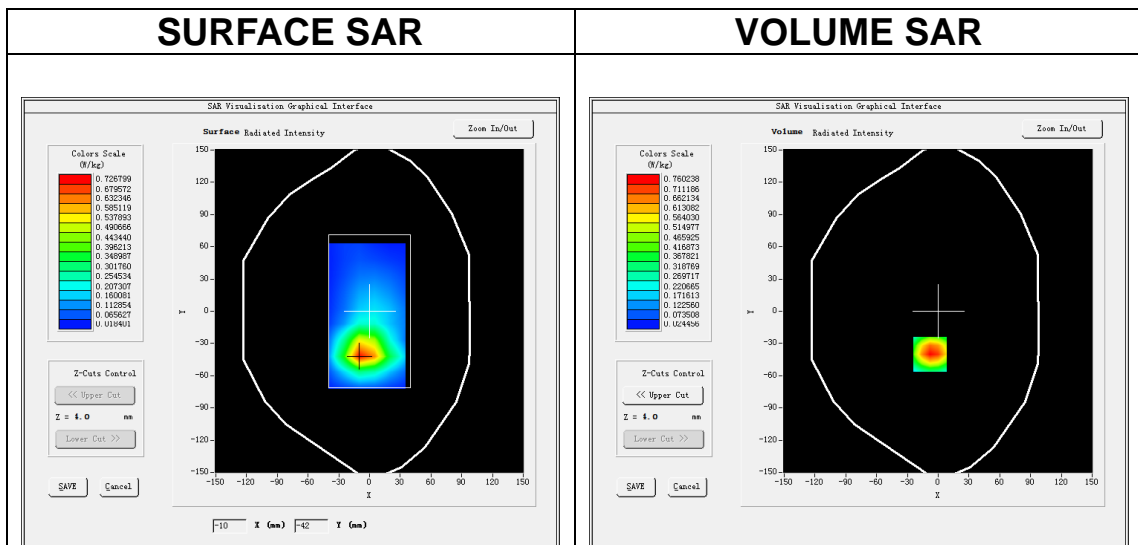 SURFACE SAR
VOLUME SAR
SAR Visualisation Graphical Interface
Surface Radiated Intensity
Zoom In/Out
Colors Scale
(W/kg)
0.726799
0.679572
0.632346
0.585119
0.537893
0.490666
0.443440
0.396213
0.348987
0.301760
0.254534
0.207307
0.160081
0.112854
0.065627
0.018401
Z-Cuts Control
<< Upper Cut
Z = 4.0 mm
Lower Cut >>
SAVE
Cancel
150
120
90
60
30
0
-30
-60
-90
-120
-150
Y
-150 -120 -90 -60 -30 0 30 60 90 120 150
X
-10 X (mm) -42 Y (mm)
SAR Visualisation Graphical Interface
Volume Radiated Intensity
Zoom In/Out
Colors Scale
(W/kg)
0.760238
0.711186
0.662134
0.613082
0.564030
0.514977
0.465925
0.416873
0.367821
0.318769
0.269717
0.220665
0.171613
0.122560
0.073508
0.024456
Z-Cuts Control
<< Upper Cut
Z = 4.0 mm
Lower Cut >>
SAVE
Cancel
150
120
90
60
30
0
-30
-60
-90
-120
-150
Y
-150 -120 -90 -60 -30 0 30 60 90 120 150
X